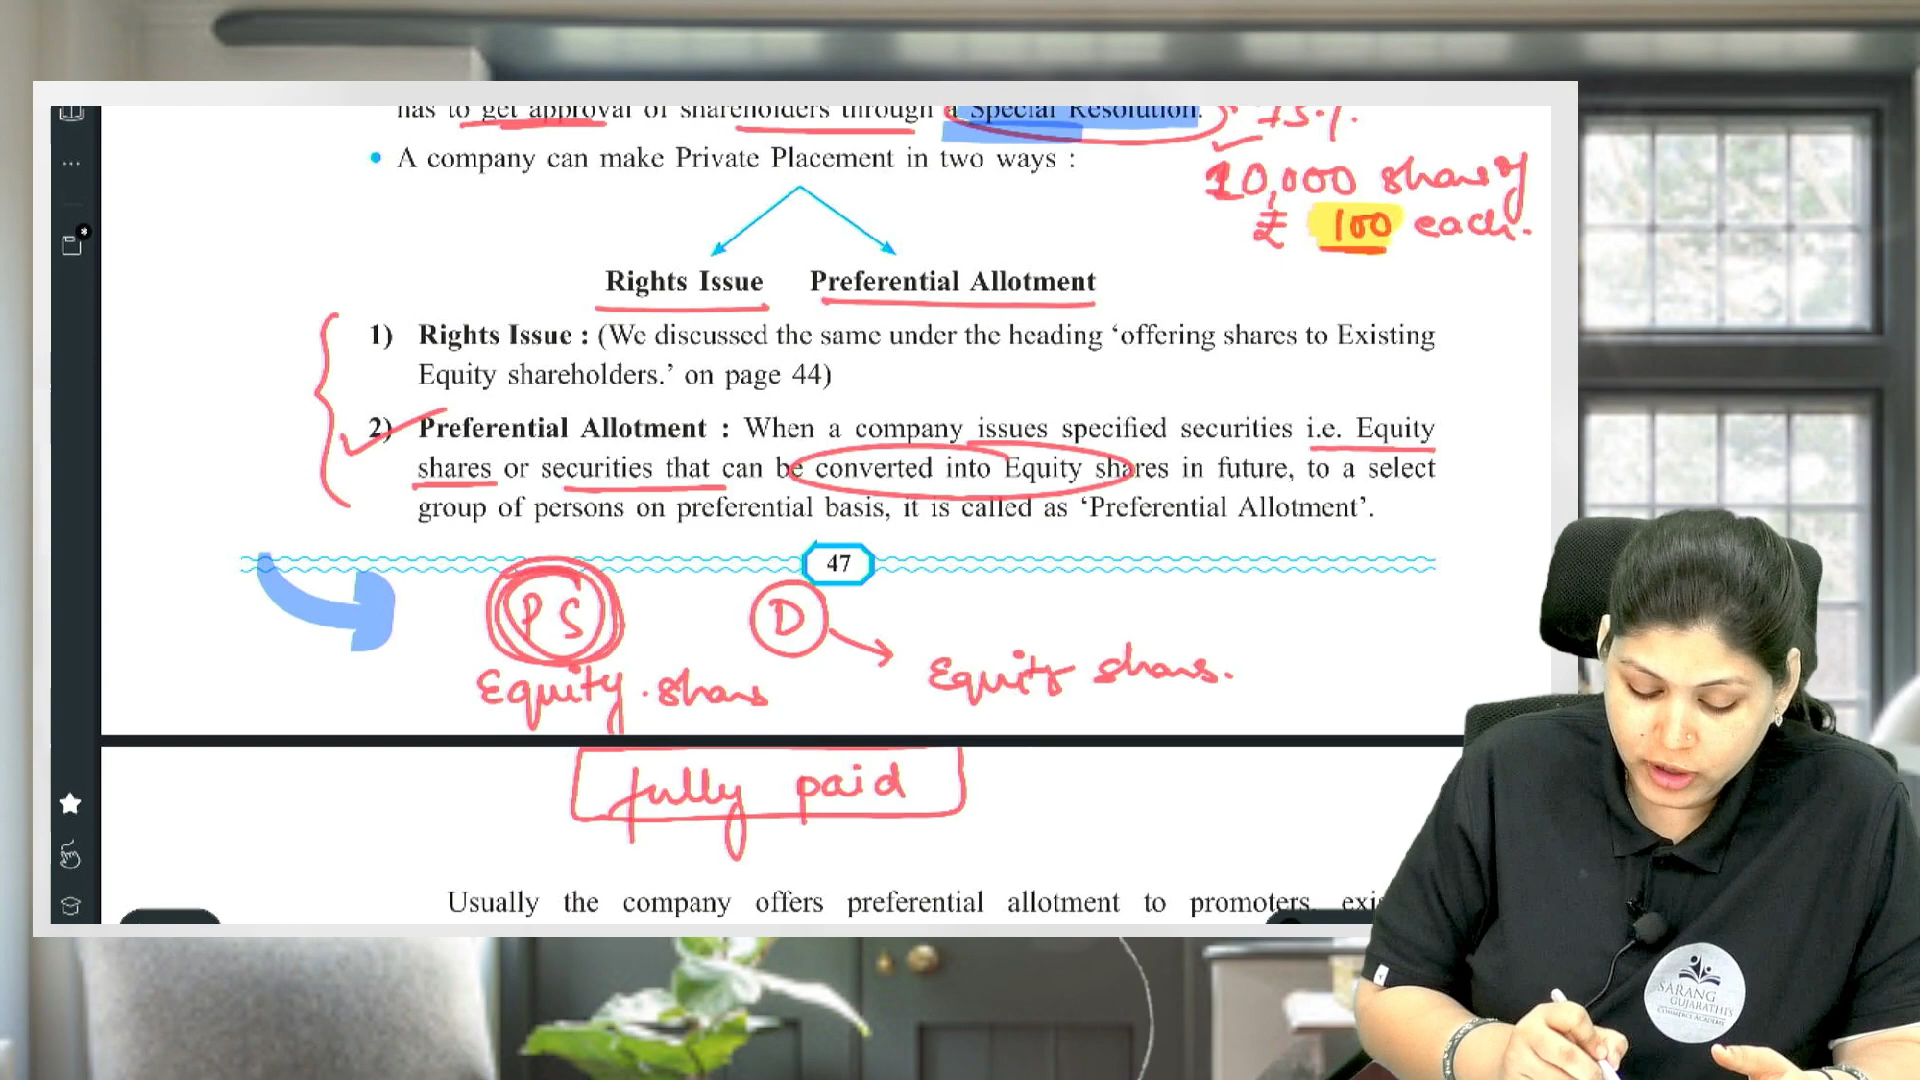 has to get approval of shareholders through a Special Resolution.
75%.
• A company can make Private Placement in two ways :
10,000 share of
₹ 100 each.
Rights Issue Preferential Allotment
1) Rights Issue : (We discussed the same under the heading ‘offering shares to Existing
Equity shareholders.’ on page 44)
2) Preferential Allotment : When a company issues specified securities i.e. Equity
shares or securities that can be converted into Equity shares in future, to a select
group of persons on preferential basis, it is called as ‘Preferential Allotment’.
47
PS D
Equity shares
Equity shares.
fully paid
Usually the company offers preferential allotment to promoters,
SARANG
GUJARATHI'S
COMMERCE ACADEMY